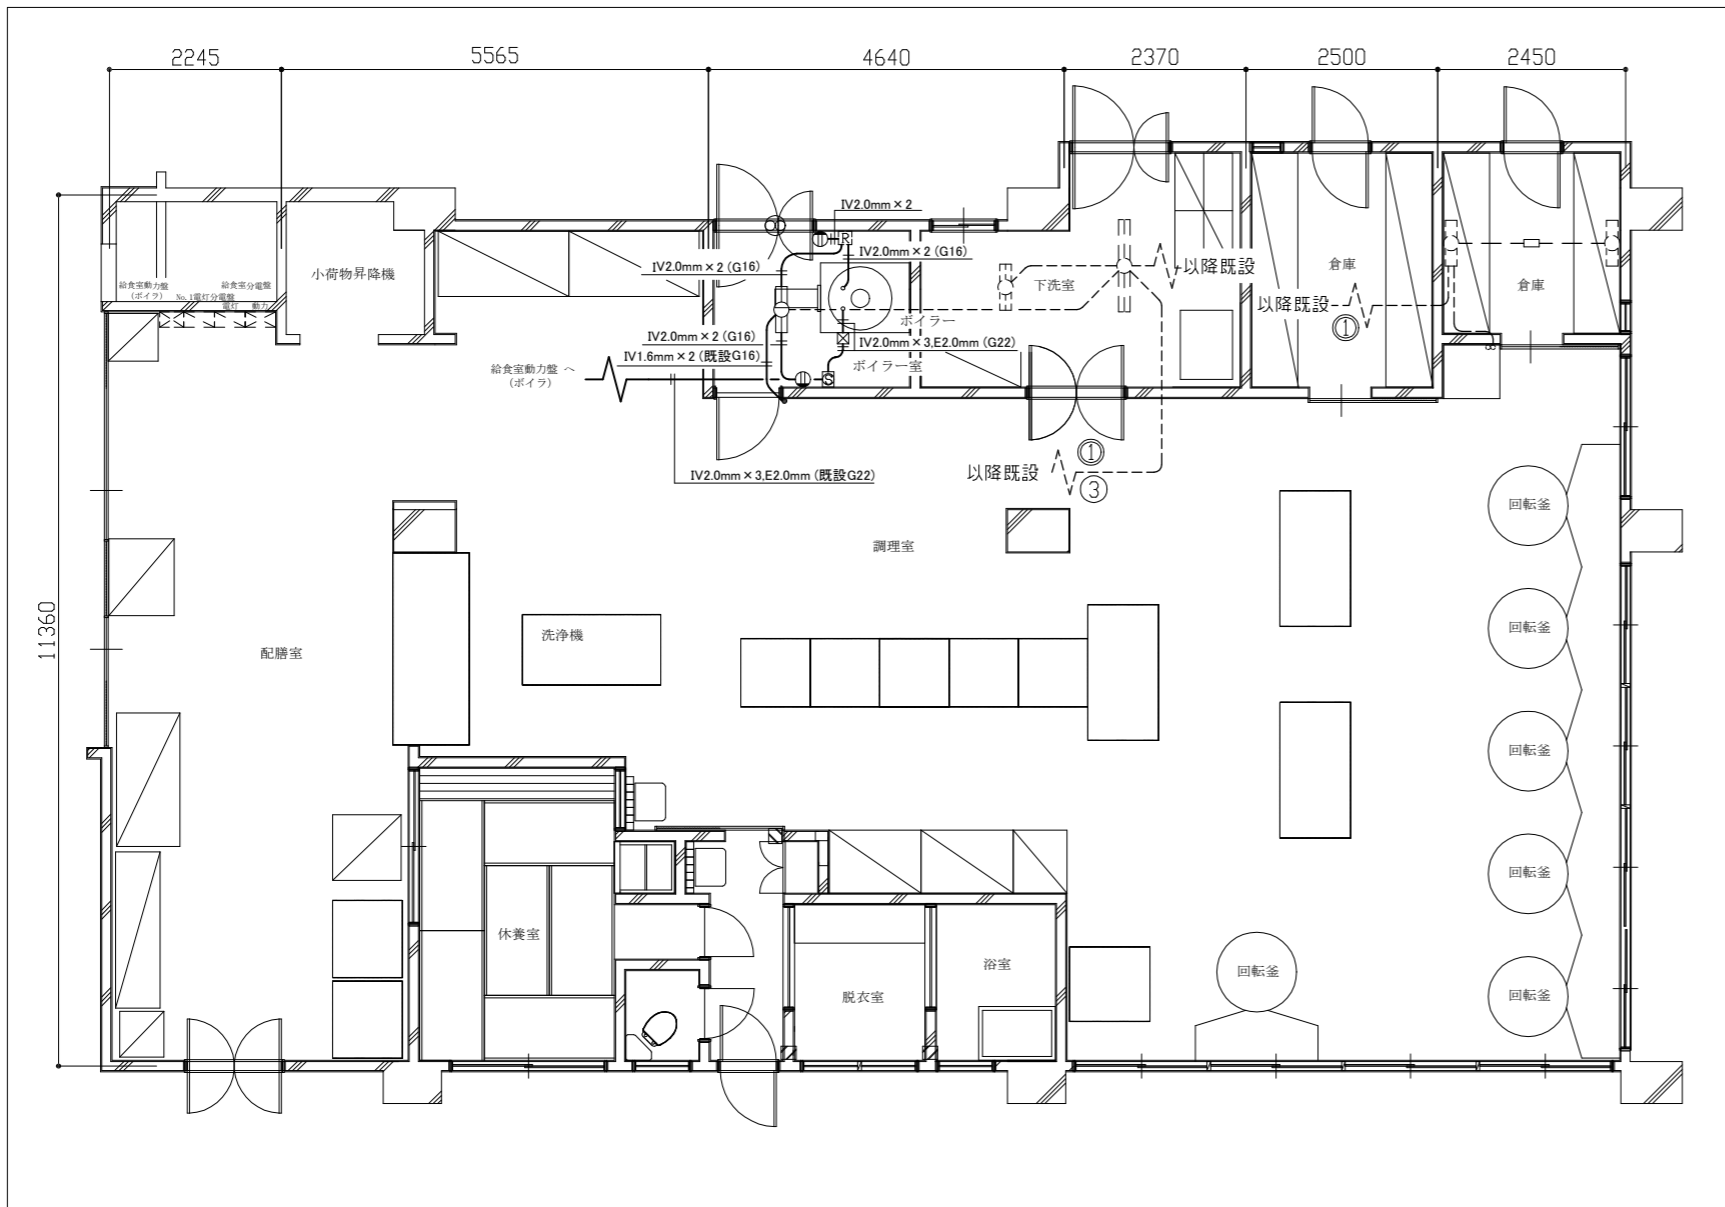 2245
5565
4640
2370
2500
2450
11360
IV2.0mm×2
IV2.0mm×2 (G16)
R
IV2.0mm×2 (G16)
以降既設
下洗室
倉庫
倉庫
以降既設
①
小荷物昇降機
給食室動力盤
(ボイラ)
No.1電灯分電盤
給食室分電盤
電灯 動力
ボイラー
IV2.0mm×2 (G16)
IV2.0mm×3,E2.0mm (G22)
IV1.6mm×2 (既設G16)
ボイラー室
給食室動力盤 へ
(ボイラ)
S
IV2.0mm×3,E2.0mm (既設G22)
以降既設
①
③
調理室
回転釜
回転釜
回転釜
回転釜
回転釜
回転釜
洗浄機
配膳室
休養室
脱衣室
浴室